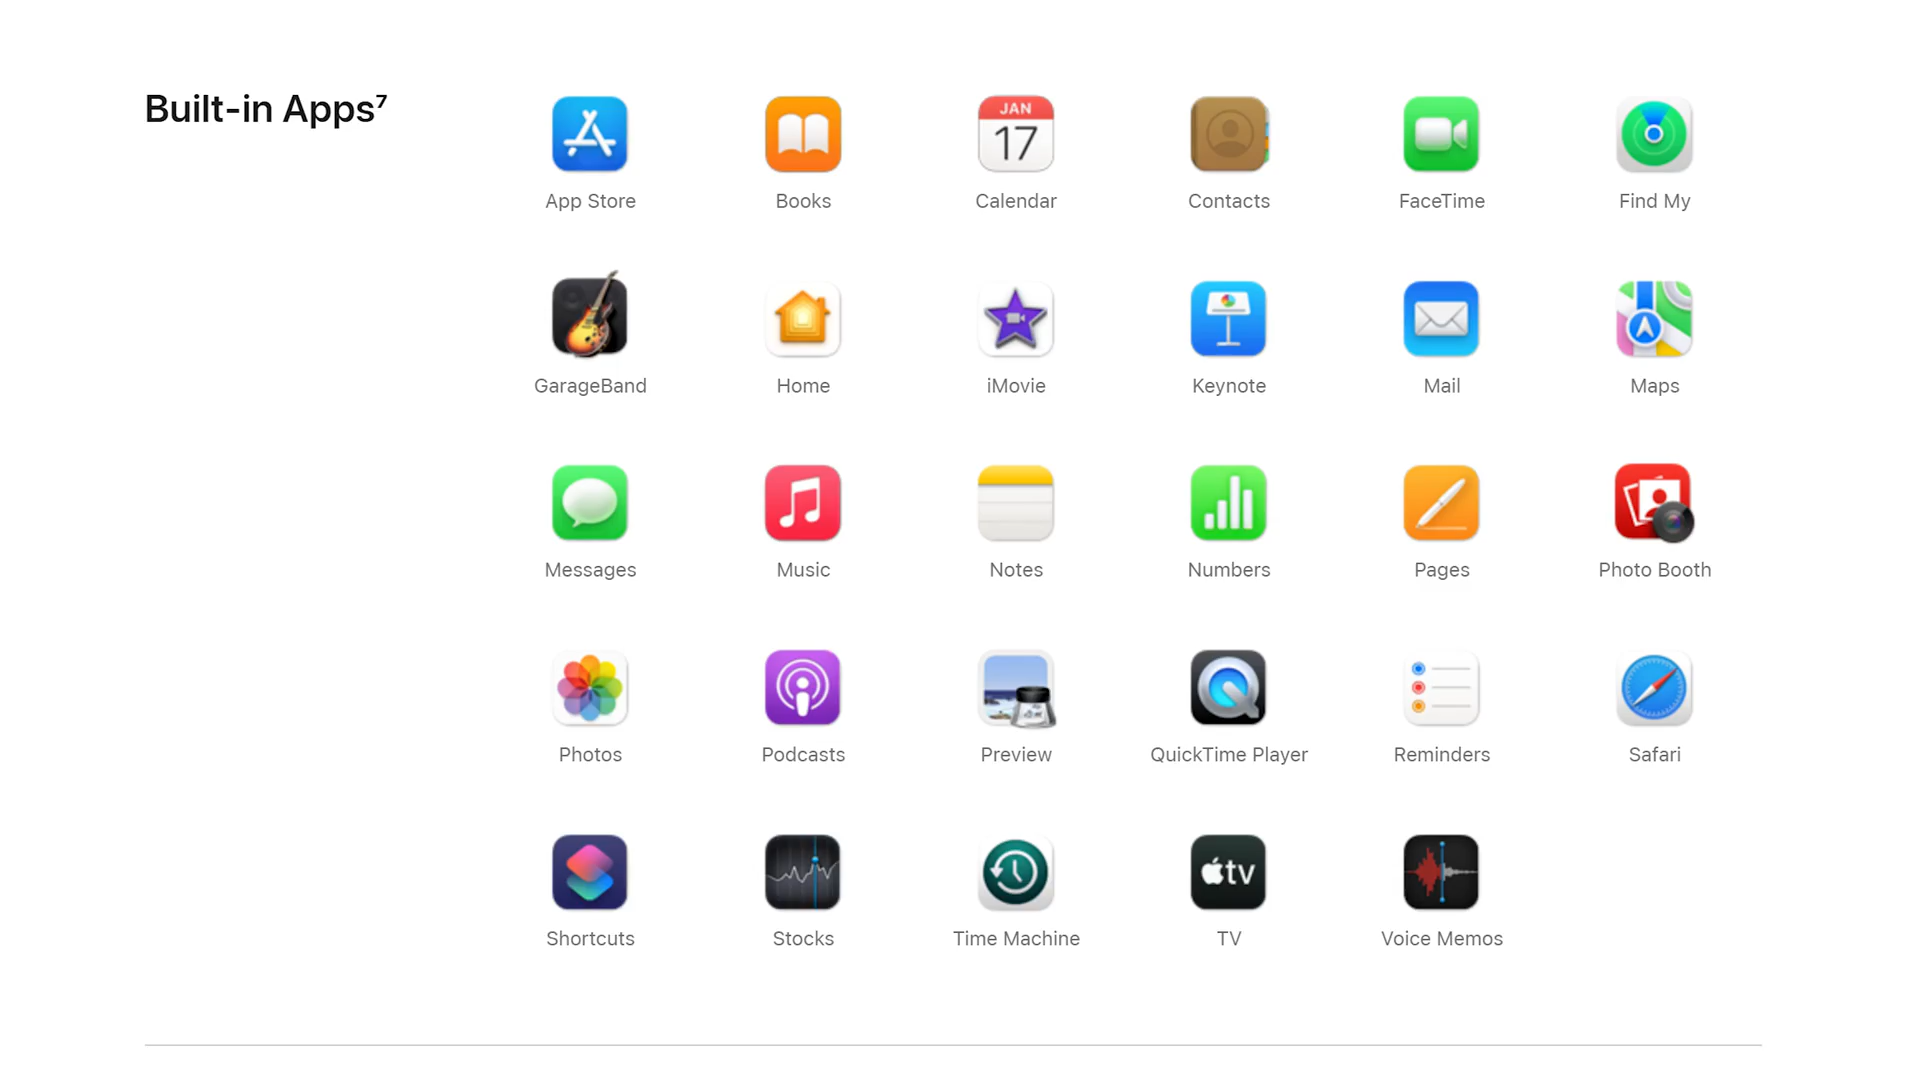 Built-in Apps⁷
JAN
17
App Store Books Calendar Contacts FaceTime Find My
GarageBand Home iMovie Keynote Mail Maps
Messages Music Notes Numbers Pages Photo Booth
Photos Podcasts Preview QuickTime Player Reminders Safari
tv
Shortcuts Stocks Time Machine TV Voice Memos